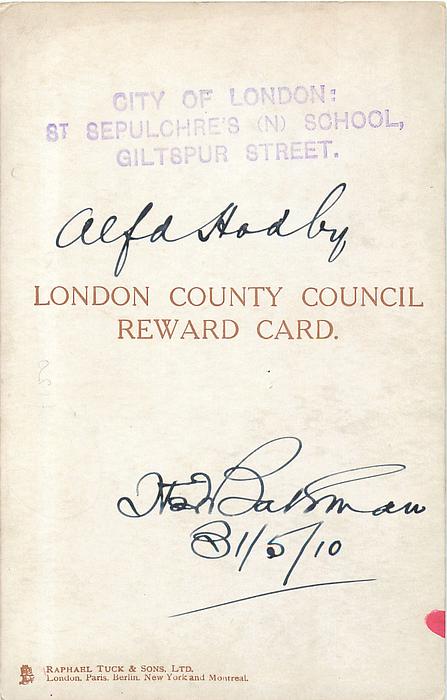 CITY OF LONDON:
ST SEPULCHRE'S (N) SCHOOL,
GILTSPUR STREET.
Alfd Hodby
LONDON COUNTY COUNCIL
REWARD CARD.
31/5/10
RAPHAEL TUCK & SONS, LTD.
London, Paris, Berlin, New York and Montreal.